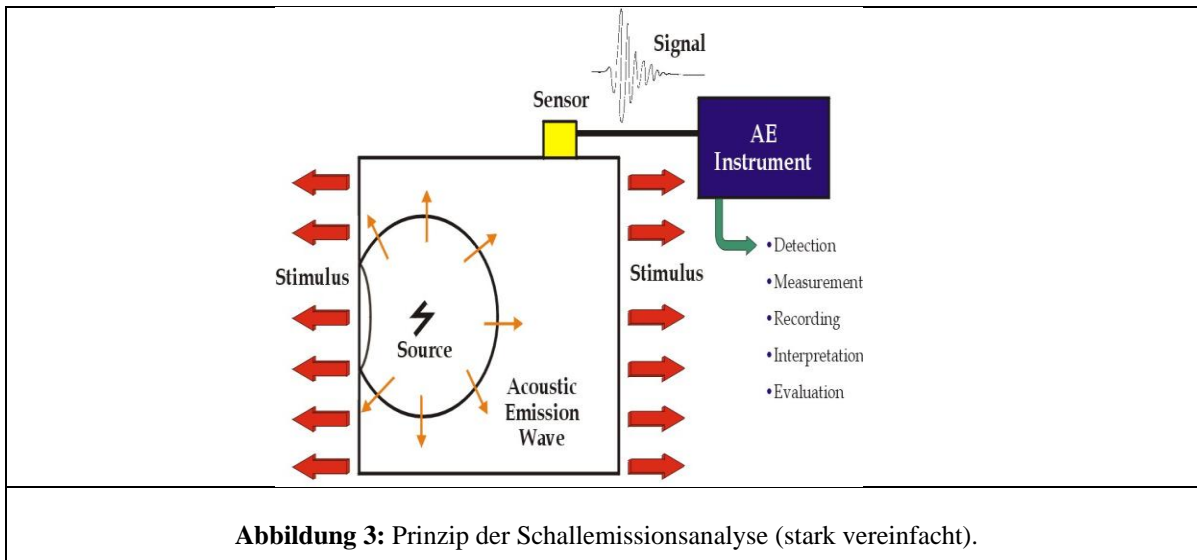 Signal
Sensor
AE
Instrument
Stimulus
Stimulus
Source
Acoustic
Emission
Wave
•Detection
•Measurement
•Recording
•Interpretation
•Evaluation
Abbildung 3: Prinzip der Schallemissionsanalyse (stark vereinfacht).